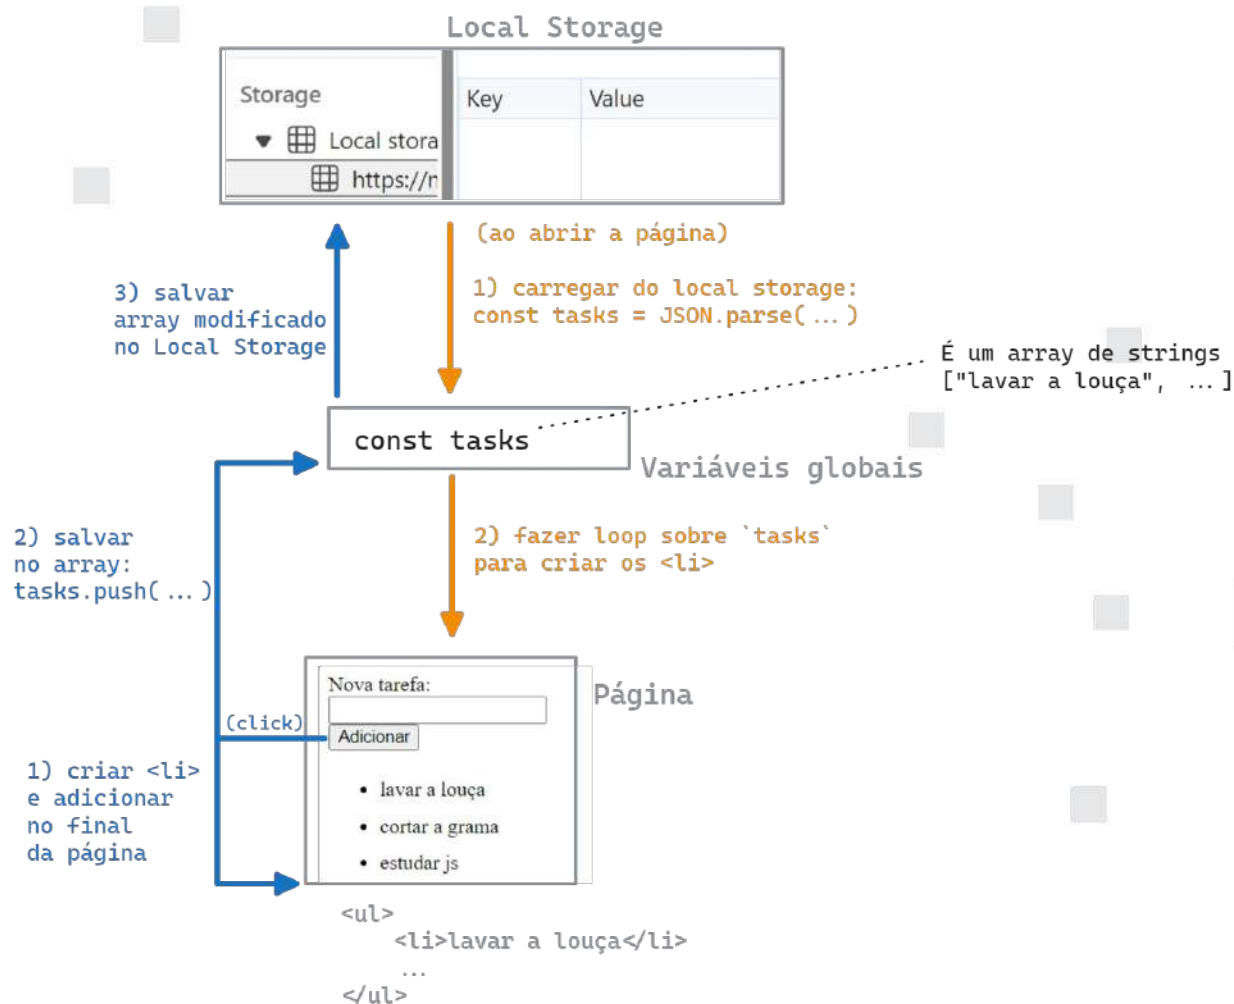 Local Storage
Storage
Key
Value
Local stora
https://n
(ao abrir a página)
1) carregar do local storage:
const tasks = JSON.parse(...)
3) salvar
array modificado
no Local Storage
É um array de strings
["lavar a louça", ...]
const tasks
Variáveis globais
2) salvar
no array:
tasks.push(...)
2) fazer loop sobre `tasks`
para criar os <li>
Nova tarefa:
Página
(click)
Adicionar
1) criar <li>
e adicionar
no final
da página
• lavar a louça
• cortar a grama
• estudar js
<ul>
<li>lavar a louça</li>
...
</ul>